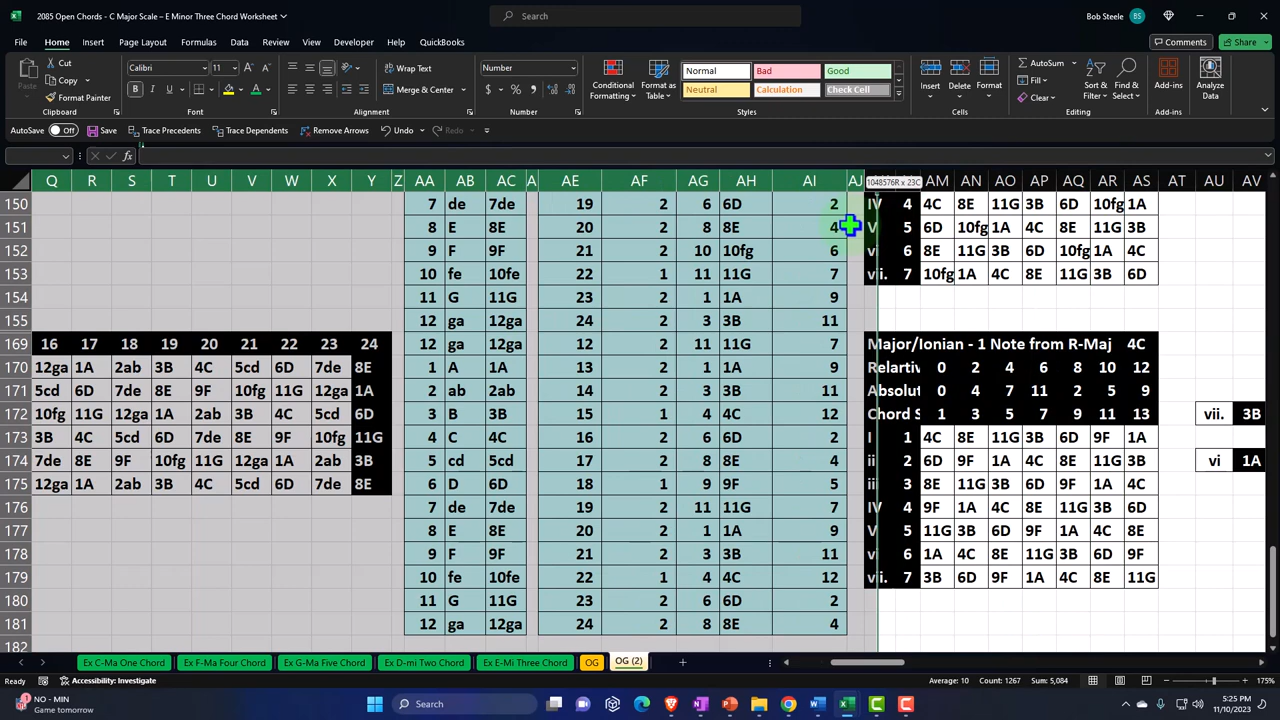 2085 Open Chords - C Major Scale – E Minor Three Chord Worksheet
Search
Bob Steele BS
File Home Insert Page Layout Formulas Data Review View Developer Help QuickBooks
Comments Share
Paste Cut Copy Format Painter Clipboard
Calibri 11 Font
Wrap Text Merge & Center Alignment
Number Number
Conditional Formatting Format as Table Normal Bad Good Neutral Calculation Check Cell Styles
Insert Delete Format Cells
AutoSum Fill Clear Sort & Filter Find & Select Editing
Add-ins Add-ins
Analyze Data
AutoSave Off Save Trace Precedents Trace Dependents Remove Arrows Undo
fx
Q R S T U V W X Y Z AA AB AC A AE AF AG AH AI AJ 1048576R x 23C AM AN AO AP AQ AR AS AT AU AV
150 7 de 7de 19 2 6 6D 2 IV 4 4C 8E 11G 3B 6D 10fg 1A
151 8 E 8E 20 2 8 8E 4 V 5 6D 10fg 1A 4C 8E 11G 3B
152 9 F 9F 21 2 10 10fg 6 vi 6 8E 11G 3B 6D 10fg 1A 4C
153 10 fe 10fe 22 1 11 11G 7 vii. 7 10fg 1A 4C 8E 11G 3B 6D
154 11 G 11G 23 2 1 1A 9
155 12 ga 12ga 24 2 3 3B 11
169 16 17 18 19 20 21 22 23 24 12 ga 12ga 12 2 11 11G 7 Major/Ionian - 1 Note from R-Maj 4C
170 12ga 1A 2ab 3B 4C 5cd 6D 7de 8E 1 A 1A 13 2 1 1A 9 Relartiv 0 2 4 6 8 10 12
171 5cd 6D 7de 8E 9F 10fg 11G 12ga 1A 2 ab 2ab 14 2 3 3B 11 Absolut 0 4 7 11 2 5 9
172 10fg 11G 12ga 1A 2ab 3B 4C 5cd 6D 3 B 3B 15 1 4 4C 12 Chord S 1 3 5 7 9 11 13 vii. 3B
173 3B 4C 5cd 6D 7de 8E 9F 10fg 11G 4 C 4C 16 2 6 6D 2 I 1 4C 8E 11G 3B 6D 9F 1A
174 7de 8E 9F 10fg 11G 12ga 1A 2ab 3B 5 cd 5cd 17 2 8 8E 4 ii 2 6D 9F 1A 4C 8E 11G 3B vi 1A
175 12ga 1A 2ab 3B 4C 5cd 6D 7de 8E 6 D 6D 18 1 9 9F 5 iii 3 8E 11G 3B 6D 9F 1A 4C
176 7 de 7de 19 2 11 11G 7 IV 4 9F 1A 4C 8E 11G 3B 6D
177 8 E 8E 20 2 1 1A 9 V 5 11G 3B 6D 9F 1A 4C 8E
178 9 F 9F 21 2 3 3B 11 vi 6 1A 4C 8E 11G 3B 6D 9F
179 10 fe 10fe 22 1 4 4C 12 vii. 7 3B 6D 9F 1A 4C 8E 11G
180 11 G 11G 23 2 6 6D 2
181 12 ga 12ga 24 2 8 8E 4
182
Ex C-Ma One Chord Ex F-Ma Four Chord Ex G-Ma Five Chord Ex D-mi Two Chord Ex E-Mi Three Chord OG OG (2)
Ready Accessibility: Investigate Average: 10 Count: 1267 Sum: 5,084 175%
NO - MIN
Game tomorrow
Search
5:25 PM
11/10/2023